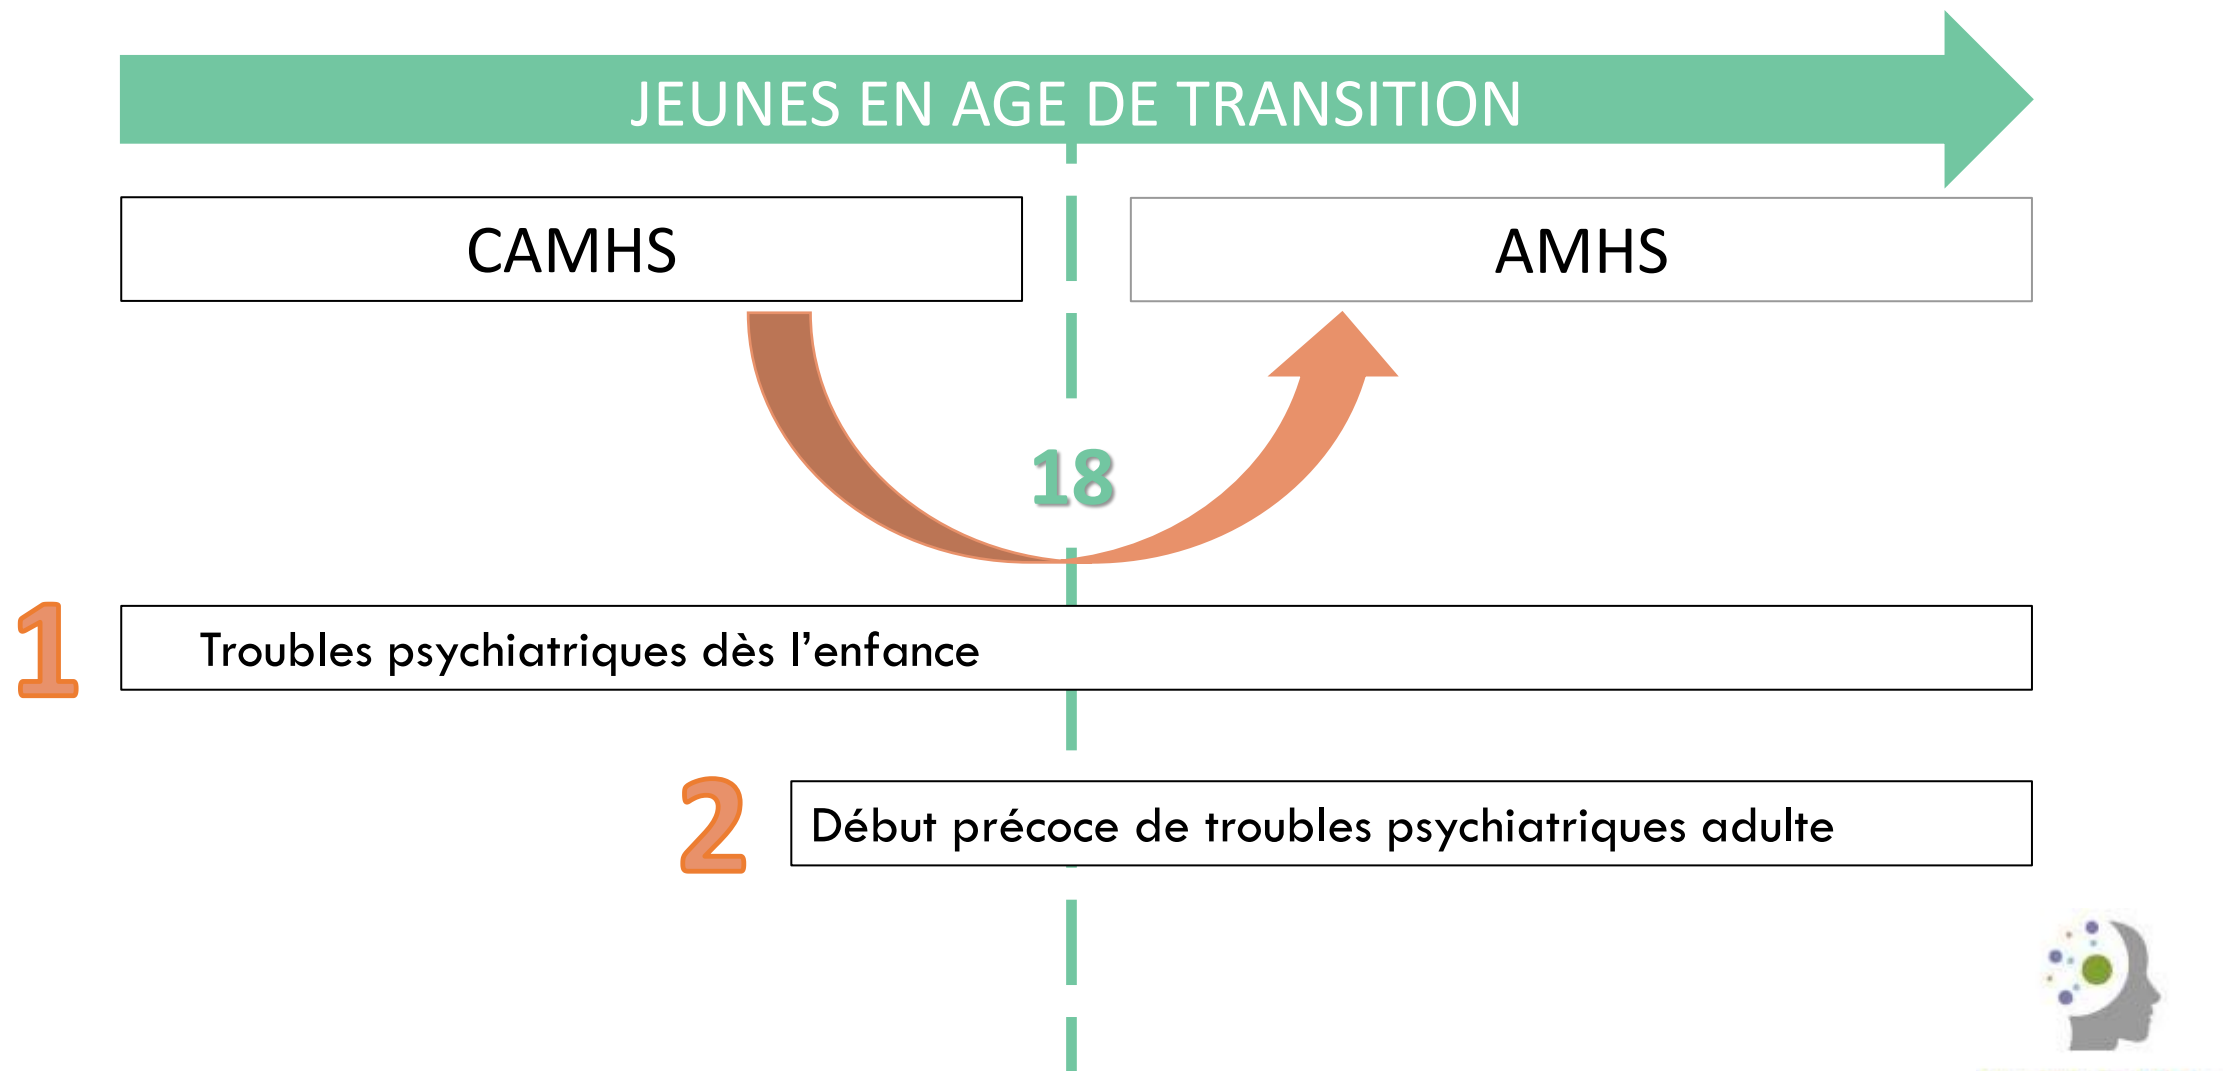 JEUNES EN AGE DE TRANSITION
CAMHS
AMHS
18
1
Troubles psychiatriques dès l’enfance
2
Début précoce de troubles psychiatriques adulte